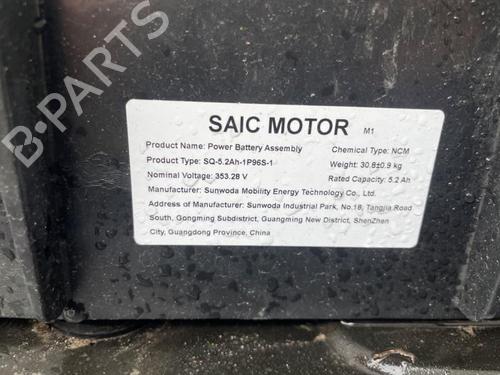 SAIC MOTOR M1
Product Name: Power Battery Assembly Chemical Type: NCM
Product Type: SQ-5.2Ah-1P96S-1 Weight: 30.8±0.9 kg
Nominal Voltage: 353.28 V Rated Capacity: 5.2 Ah
Manufacturer: Sunwoda Mobility Energy Technology Co., Ltd.
Address of Manufacturer: Sunwoda Industrial Park, No.18, Tangjia Road
South, Gongming Subdistrict, Guangming New District, ShenZhen
City, Guangdong Province, China